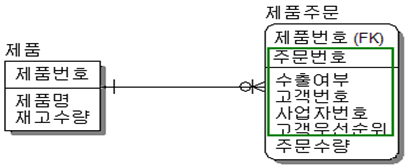 제품
제품번호
제품명
재고수량
제품주문
제품번호 (FK)
주문번호
수출여부
고객번호
사업자번호
고객우선순위
주문수량